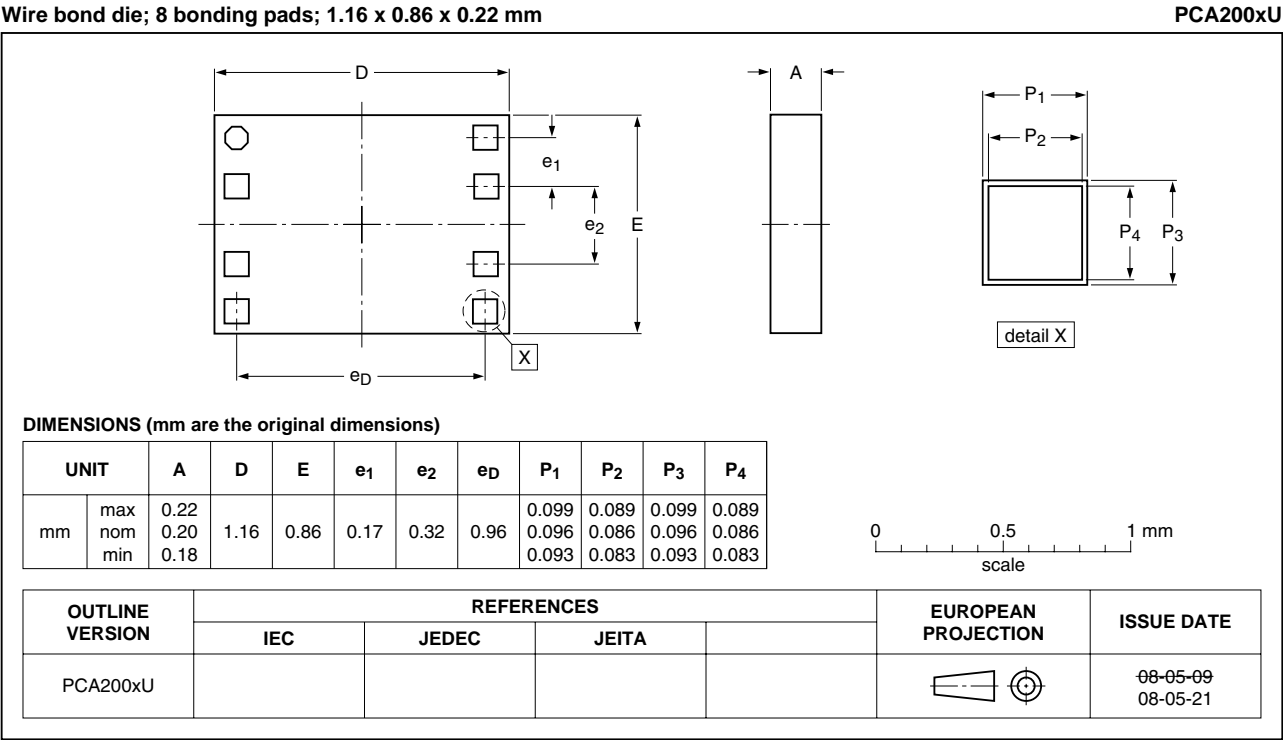 Wire bond die; 8 bonding pads; 1.16 x 0.86 x 0.22 mm PCA200xU
D
A
P1
P2
e1
e2
E
P4
P3
X
eD
detail X
DIMENSIONS (mm are the original dimensions)
UNIT A D E e1 e2 eD P1 P2 P3 P4
max 0.22 0.099 0.089 0.099 0.089
mm nom 0.20 1.16 0.86 0.17 0.32 0.96 0.096 0.086 0.096 0.086
min 0.18 0.093 0.083 0.093 0.083
0 0.5 1 mm
scale
OUTLINE VERSION REFERENCES EUROPEAN PROJECTION ISSUE DATE
IEC JEDEC JEITA
PCA200xU 08-05-09
08-05-21